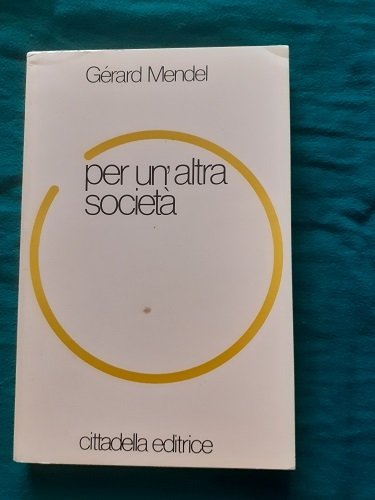 Gérard Mendel
per un'altra
società
cittadella editrice